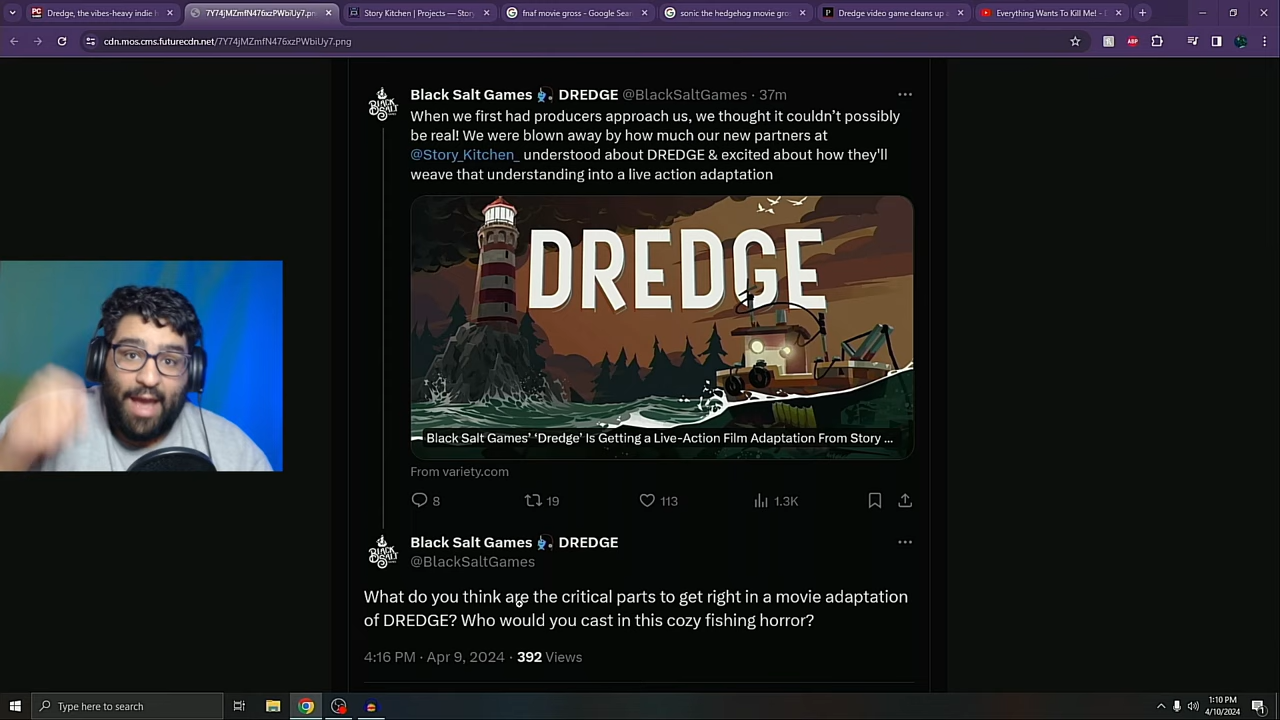 Dredge, the vibes-heavy indie h
7Y74jMZmfN476xzPWbiUy7.pn
Story Kitchen | Projects — Story
fnaf movie gross - Google Sear
sonic the hedgehog movie gro
Dredge video game cleans up a
Everything Wants To Kill Me! - D
cdn.mos.cms.futurecdn.net/7Y74jMZmfN476xzPWbiUy7.png
BLACK SALT
Black Salt Games DREDGE @BlackSaltGames · 37m
When we first had producers approach us, we thought it couldn't possibly
be real! We were blown away by how much our new partners at
@Story_Kitchen_ understood about DREDGE & excited about how they'll
weave that understanding into a live action adaptation
DREDGE
Black Salt Games' 'Dredge' Is Getting a Live-Action Film Adaptation From Story ...
From variety.com
8 19 113 1.3K
BLACK SALT
Black Salt Games DREDGE
@BlackSaltGames
What do you think are the critical parts to get right in a movie adaptation
of DREDGE? Who would you cast in this cozy fishing horror?
4:16 PM · Apr 9, 2024 · 392 Views
Type here to search
1:10 PM
4/10/2024